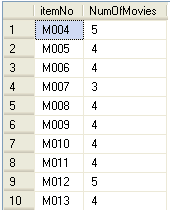 itemNo NumOfMovies
1 M004 5
2 M005 4
3 M006 4
4 M007 3
5 M008 4
6 M009 4
7 M010 4
8 M011 4
9 M012 5
10 M013 4